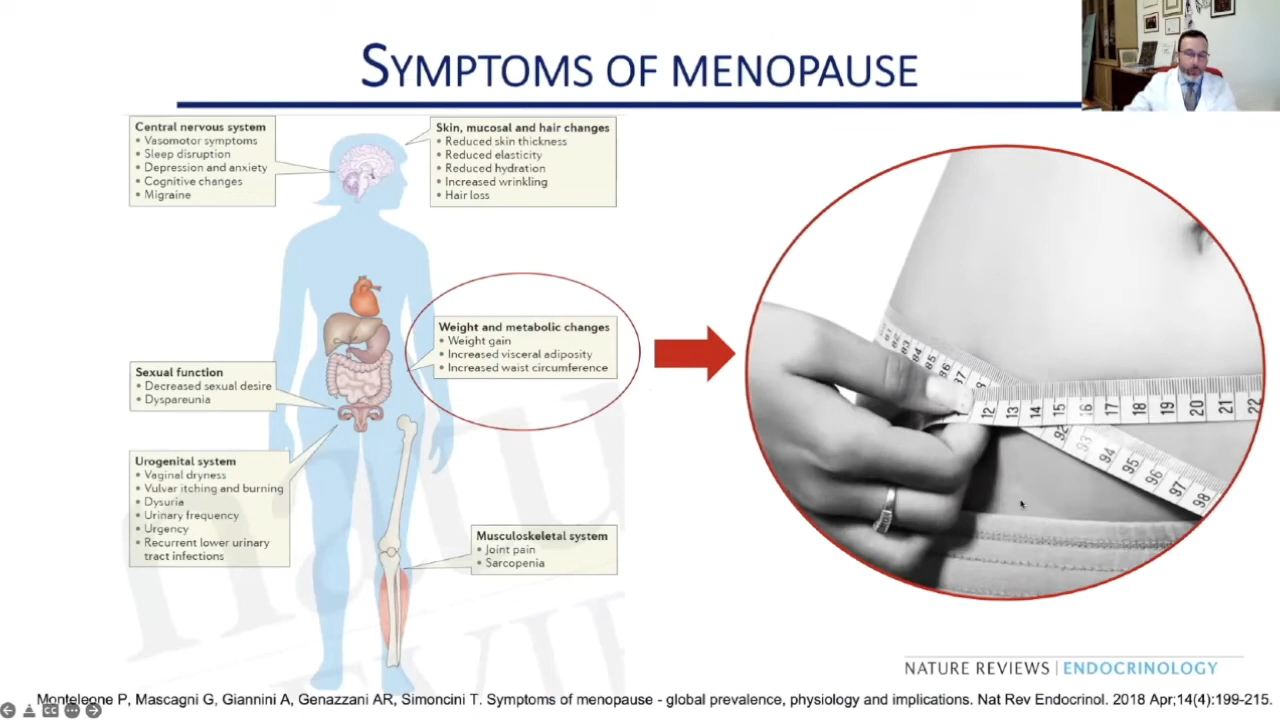 SYMPTOMS OF MENOPAUSE
Central nervous system
• Vasomotor symptoms
• Sleep disruption
• Depression and anxiety
• Cognitive changes
• Migraine
Skin, mucosal and hair changes
• Reduced skin thickness
• Reduced elasticity
• Reduced hydration
• Increased wrinkling
• Hair loss
Weight and metabolic changes
• Weight gain
• Increased visceral adiposity
• Increased waist circumference
Sexual function
• Decreased sexual desire
• Dyspareunia
Urogenital system
• Vaginal dryness
• Vulvar itching and burning
• Dysuria
• Urinary frequency
• Urgency
• Recurrent lower urinary
tract infections
Musculoskeletal system
• Joint pain
• Sarcopenia
83 84 85 86 87
12 13 14 15 16 17 18 19 20 21 22
92 93 94 95 96 97 98
NATURE REVIEWS | ENDOCRINOLOGY
Monteleone P, Mascagni G, Giannini A, Genazzani AR, Simoncini T. Symptoms of menopause - global prevalence, physiology and implications. Nat Rev Endocrinol. 2018 Apr;14(4):199-215.